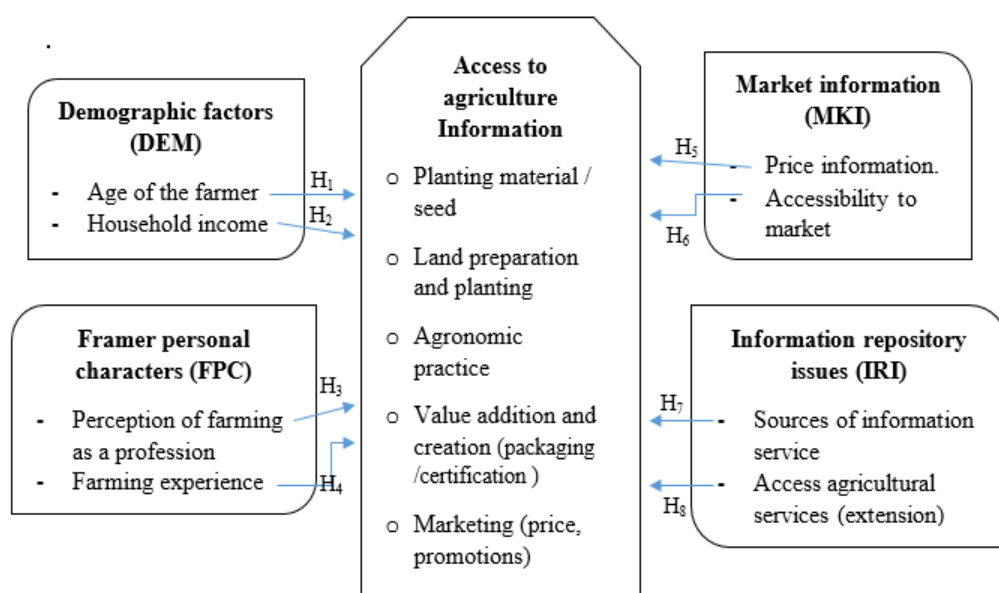 Demographic factors
(DEM)
- Age of the farmer
- Household income
H1
H2
Framer personal
characters (FPC)
- Perception of farming
as a profession
- Farming experience
H3
H4
Access to
agriculture
Information
o Planting material /
seed
o Land preparation
and planting
o Agronomic
practice
o Value addition and
creation (packaging
/certification )
o Marketing (price,
promotions)
Market information
(MKI)
- Price information.
- Accessibility to
market
H5
H6
Information repository
issues (IRI)
- Sources of information
service
- Access agricultural
services (extension)
H7
H8